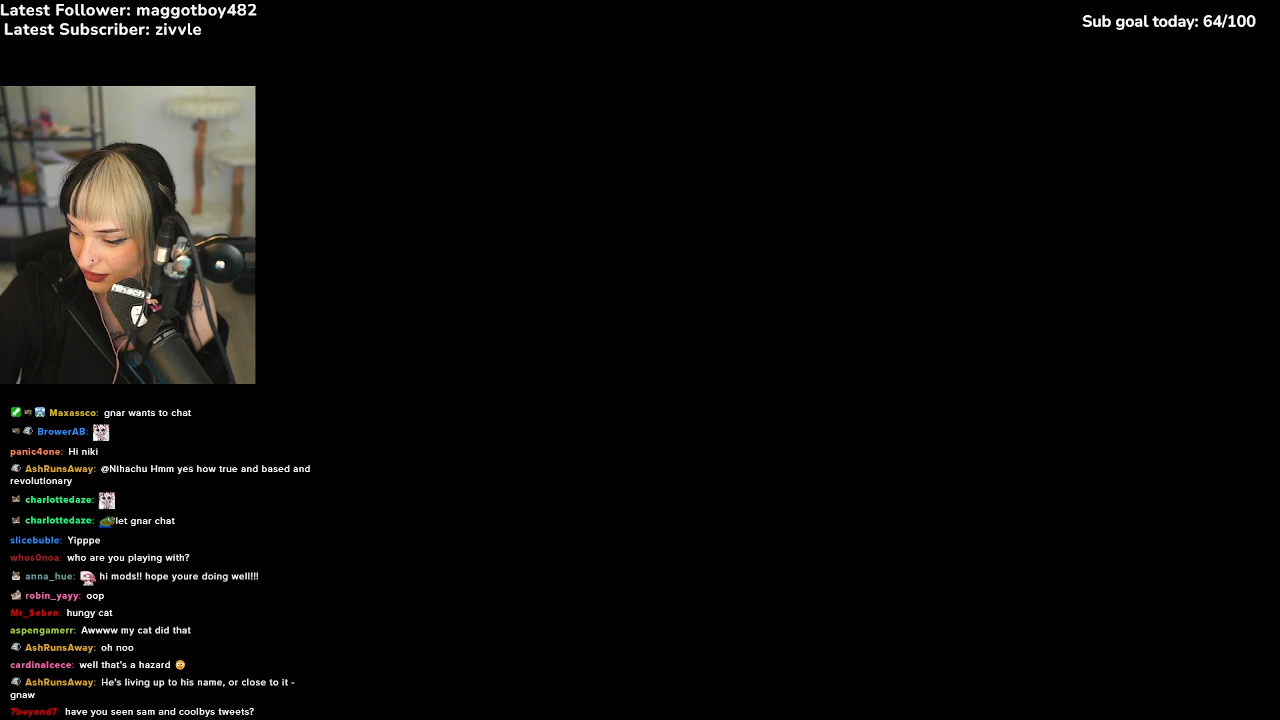 Latest Follower: maggotboy482
Latest Subscriber: zivvle
Sub goal today: 64/100
Maxassco: gnar wants to chat
BrowerAB:
panic4one: Hi niki
AshRunsAway: @Nihachu Hmm yes how true and based and
revolutionary
charlottedaze:
charlottedaze: let gnar chat
slicebuble: Yipppe
whos0noa: who are you playing with?
anna_hue: hi mods!! hope youre doing well!!!
robin_yayy: oop
Mr_Seben: hungy cat
aspengamerr: Awwww my cat did that
AshRunsAway: oh noo
cardinalcece: well that's a hazard
AshRunsAway: He's living up to his name, or close to it -
gnaw
7beyond7: have you seen sam and coolbys tweets?